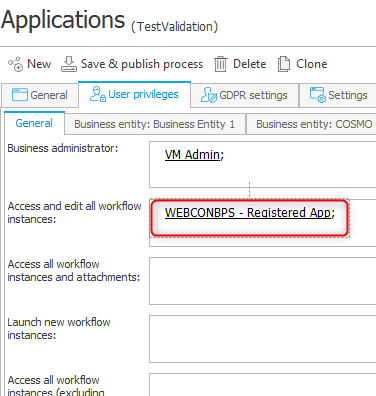 Applications (TestValidation)
New Save & publish process Delete Clone
General User privileges GDPR settings Settings
General Business entity: Business Entity 1 Business entity: COSMO
Business administrator: VM Admin;
Access and edit all workflow WEBCONBPS - Registered App;
instances:
Access all workflow
instances and attachments:
Launch new workflow
instances:
Access all workflow
instances (excluding